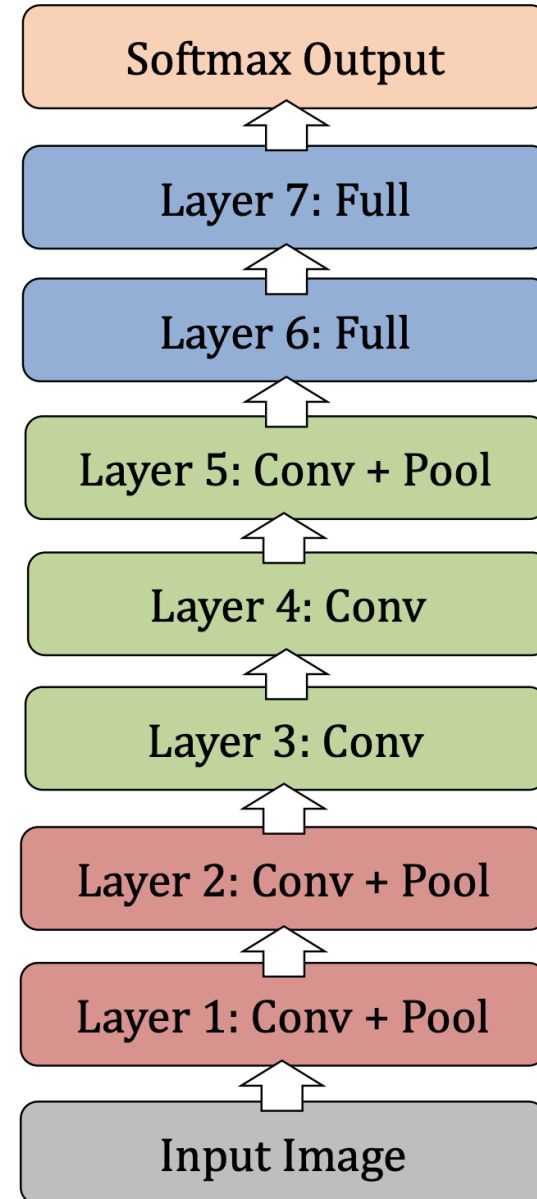 Softmax Output
Layer 7: Full
Layer 6: Full
Layer 5: Conv + Pool
Layer 4: Conv
Layer 3: Conv
Layer 2: Conv + Pool
Layer 1: Conv + Pool
Input Image